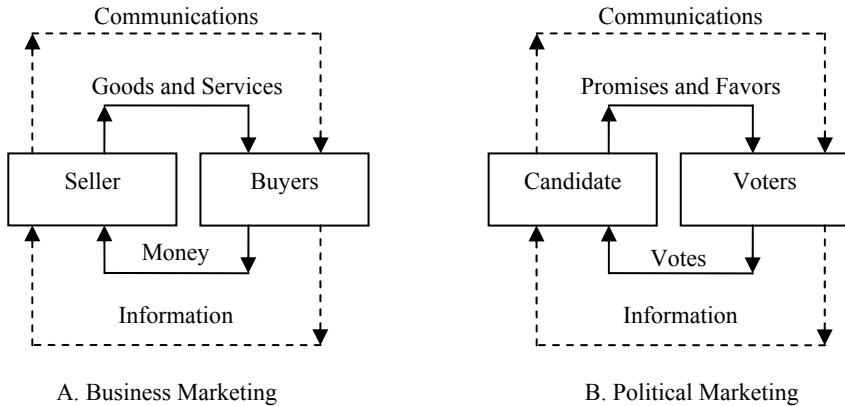 Communications
Goods and Services
Seller
Buyers
Money
Information
A. Business Marketing
Communications
Promises and Favors
Candidate
Voters
Votes
Information
B. Political Marketing